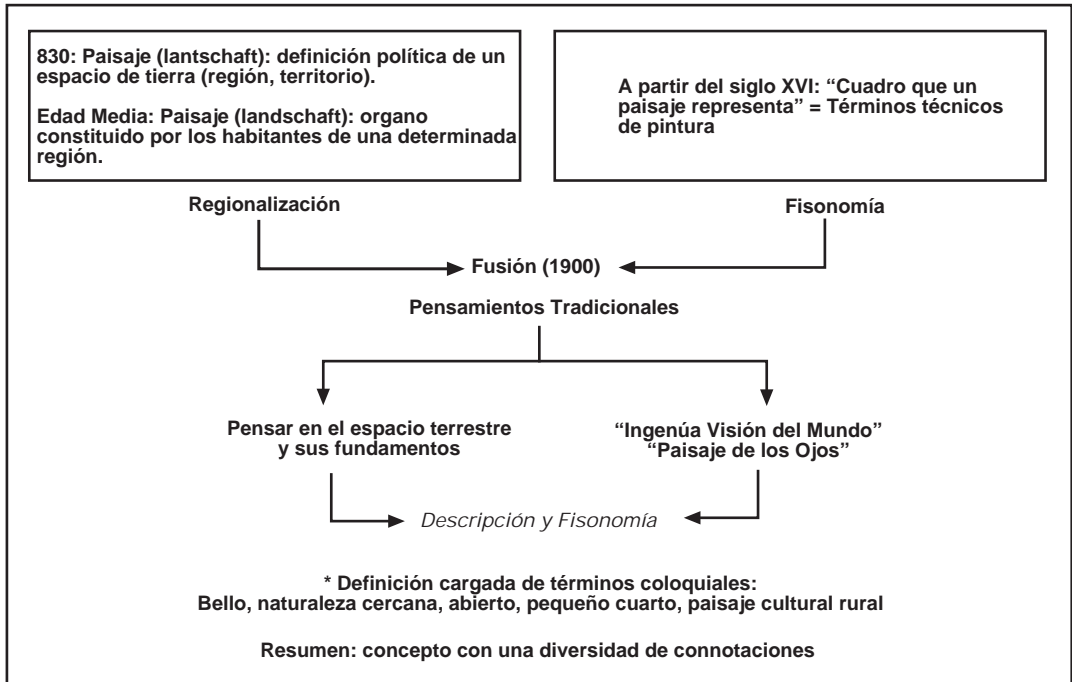 830: Paisaje (lantschaft): definición política de un
espacio de tierra (región, territorio).
Edad Media: Paisaje (landschaft): organo
constituido por los habitantes de una determinada
región.
A partir del siglo XVI: “Cuadro que un
paisaje representa” = Términos técnicos
de pintura
Regionalización
Fisonomía
Fusión (1900)
Pensamientos Tradicionales
Pensar en el espacio terrestre
y sus fundamentos
“Ingenúa Visión del Mundo”
“Paisaje de los Ojos”
Descripción y Fisonomía
* Definición cargada de términos coloquiales:
Bello, naturaleza cercana, abierto, pequeño cuarto, paisaje cultural rural
Resumen: concepto con una diversidad de connotaciones